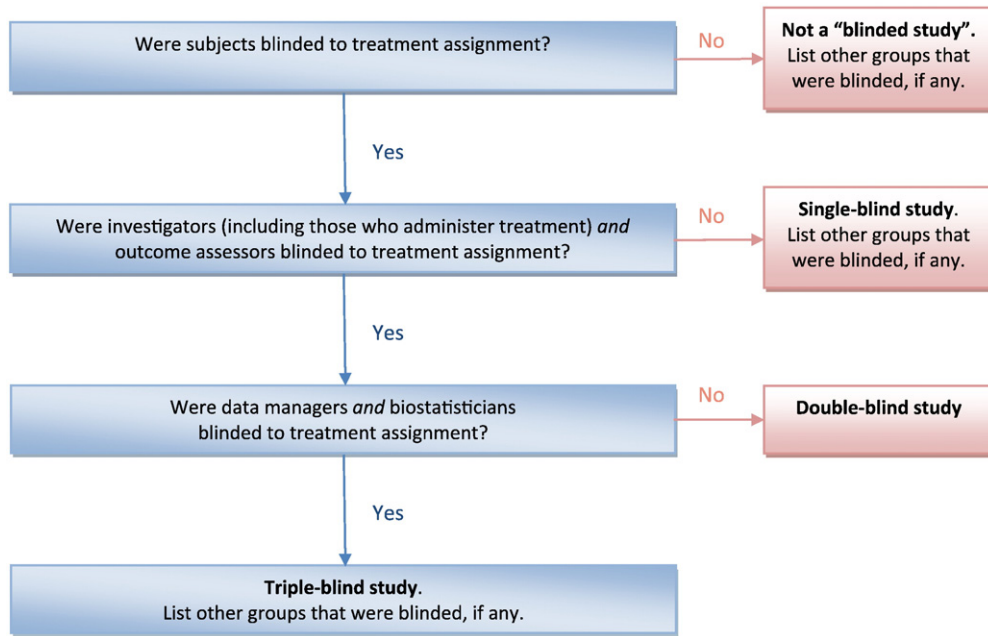 Were subjects blinded to treatment assignment?
No
Not a “blinded study”.
List other groups that
were blinded, if any.
Yes
Were investigators (including those who administer treatment) and
outcome assessors blinded to treatment assignment?
No
Single-blind study.
List other groups that
were blinded, if any.
Yes
Were data managers and biostatisticians
blinded to treatment assignment?
No
Double-blind study
Yes
Triple-blind study.
List other groups that were blinded, if any.